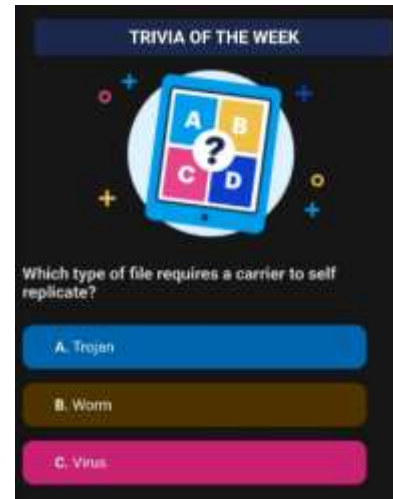 TRIVIA OF THE WEEK
A B
?
C D
Which type of file requires a carrier to self
replicate?
A. Trojan
B. Worm
C. Virus